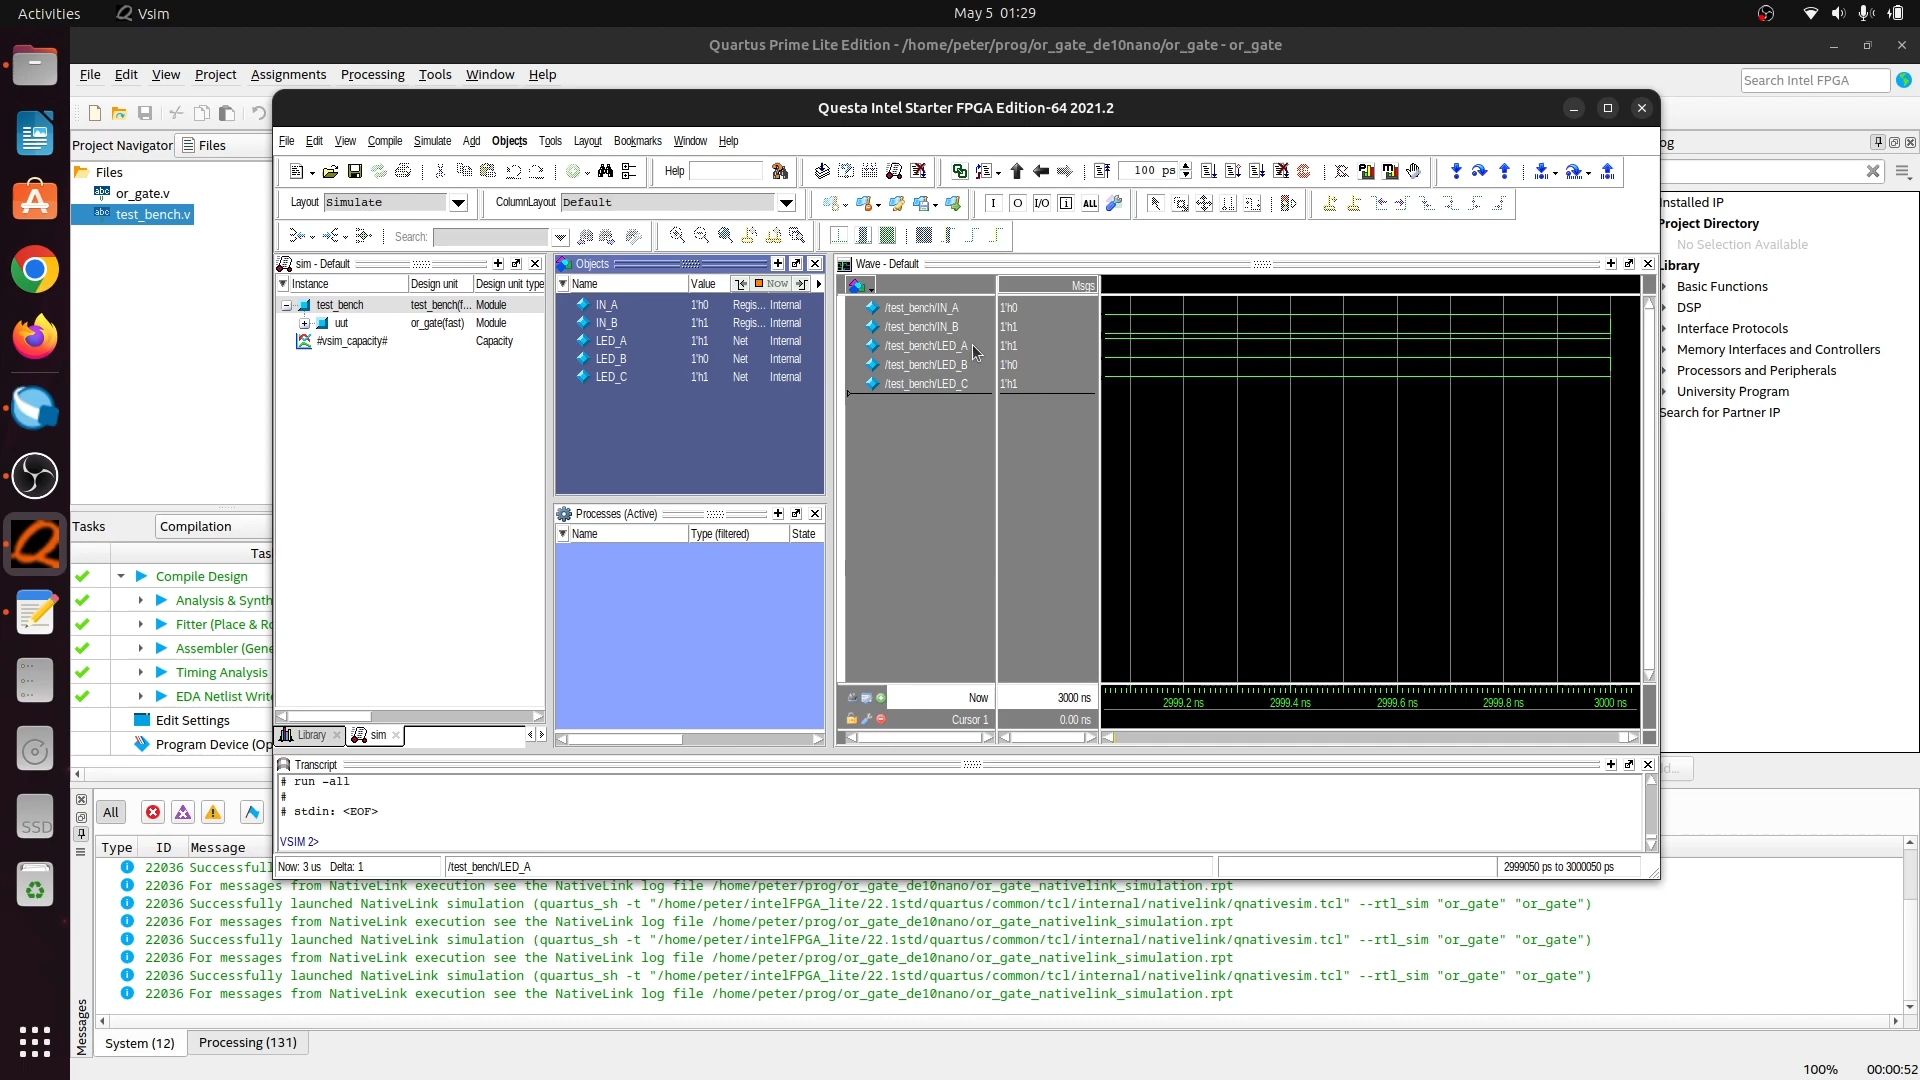 Activities Vsim May 5 01:29
Quartus Prime Lite Edition - /home/peter/prog/or_gate_de10nano/or_gate - or_gate
File Edit View Project Assignments Processing Tools Window Help Search Intel FPGA
Questa Intel Starter FPGA Edition-64 2021.2
Project Navigator Files
Files
or_gate.v
test_bench.v
File Edit View Compile Simulate Add Objects Tools Layout Bookmarks Window Help
Help 100 ps
Layout Simulate ColumnLayout Default I O I/O ALL
Search:
sim - Default
Instance Design unit Design unit type
test_bench test_bench(f... Module
uut or_gate(fast) Module
#vsim_capacity# Capacity
Library sim
Objects
Name Value Now
IN_A 1'h0 Regis... Internal
IN_B 1'h1 Regis... Internal
LED_A 1'h1 Net Internal
LED_B 1'h0 Net Internal
LED_C 1'h1 Net Internal
Processes (Active)
Name Type (filtered) State
Wave - Default
Msgs
/test_bench/IN_A 1'h0
/test_bench/IN_B 1'h1
/test_bench/LED_A 1'h1
/test_bench/LED_B 1'h0
/test_bench/LED_C 1'h1
Now 3000 ns
Cursor 1 0.00 ns
2999.2 ns 2999.4 ns 2999.6 ns 2999.8 ns 3000 ns
Transcript
# run -all
#
# stdin: <EOF>
VSIM 2>
Now: 3 us Delta: 1 /test_bench/LED_A 2999050 ps to 3000050 ps
og
nstalled IP
Project Directory
No Selection Available
Library
Basic Functions
DSP
Interface Protocols
Memory Interfaces and Controllers
Processors and Peripherals
University Program
Search for Partner IP
d...
Tasks Compilation
Tas
Compile Design
Analysis & Synth
Fitter (Place & Ro
Assembler (Gene
Timing Analysis
EDA Netlist Write
Edit Settings
Program Device (Op
SSD
All
Type ID Message
22036 Successfull
22036 For messages from NativeLink execution see the NativeLink log file /home/peter/prog/or_gate_de10nano/or_gate_nativelink_simulation.rpt
22036 Successfully launched NativeLink simulation (quartus_sh -t "/home/peter/intelFPGA_lite/22.1std/quartus/common/tcl/internal/nativelink/qnativesim.tcl" --rtl_sim "or_gate" "or_gate")
22036 For messages from NativeLink execution see the NativeLink log file /home/peter/prog/or_gate_de10nano/or_gate_nativelink_simulation.rpt
22036 Successfully launched NativeLink simulation (quartus_sh -t "/home/peter/intelFPGA_lite/22.1std/quartus/common/tcl/internal/nativelink/qnativesim.tcl" --rtl_sim "or_gate" "or_gate")
22036 For messages from NativeLink execution see the NativeLink log file /home/peter/prog/or_gate_de10nano/or_gate_nativelink_simulation.rpt
22036 Successfully launched NativeLink simulation (quartus_sh -t "/home/peter/intelFPGA_lite/22.1std/quartus/common/tcl/internal/nativelink/qnativesim.tcl" --rtl_sim "or_gate" "or_gate")
22036 For messages from NativeLink execution see the NativeLink log file /home/peter/prog/or_gate_de10nano/or_gate_nativelink_simulation.rpt
Messages
System (12) Processing (131)
100% 00:00:52